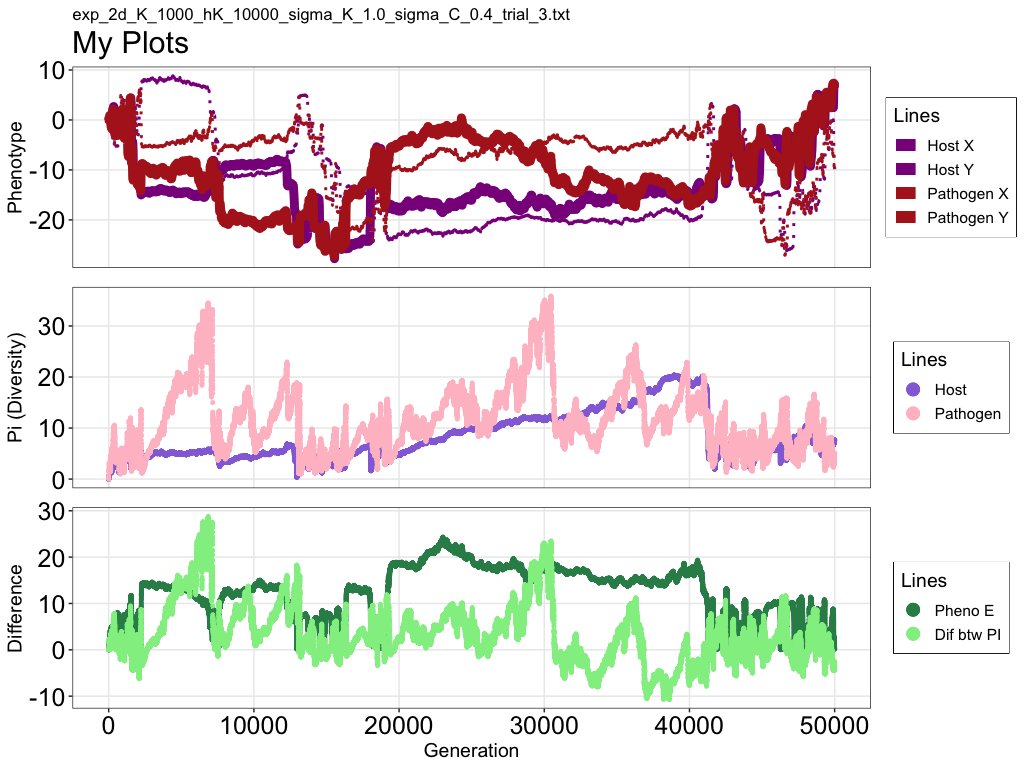 exp_2d_K_1000_hK_10000_sigma_K_1.0_sigma_C_0.4_trial_3.txt
My Plots
10
0
-10
-20
Phenotype
Lines
Host X
Host Y
Pathogen X
Pathogen Y
30
20
10
0
Pi (Diversity)
Lines
Host
Pathogen
30
20
10
0
-10
Difference
Lines
Pheno E
Dif btw PI
0 10000 20000 30000 40000 50000
Generation